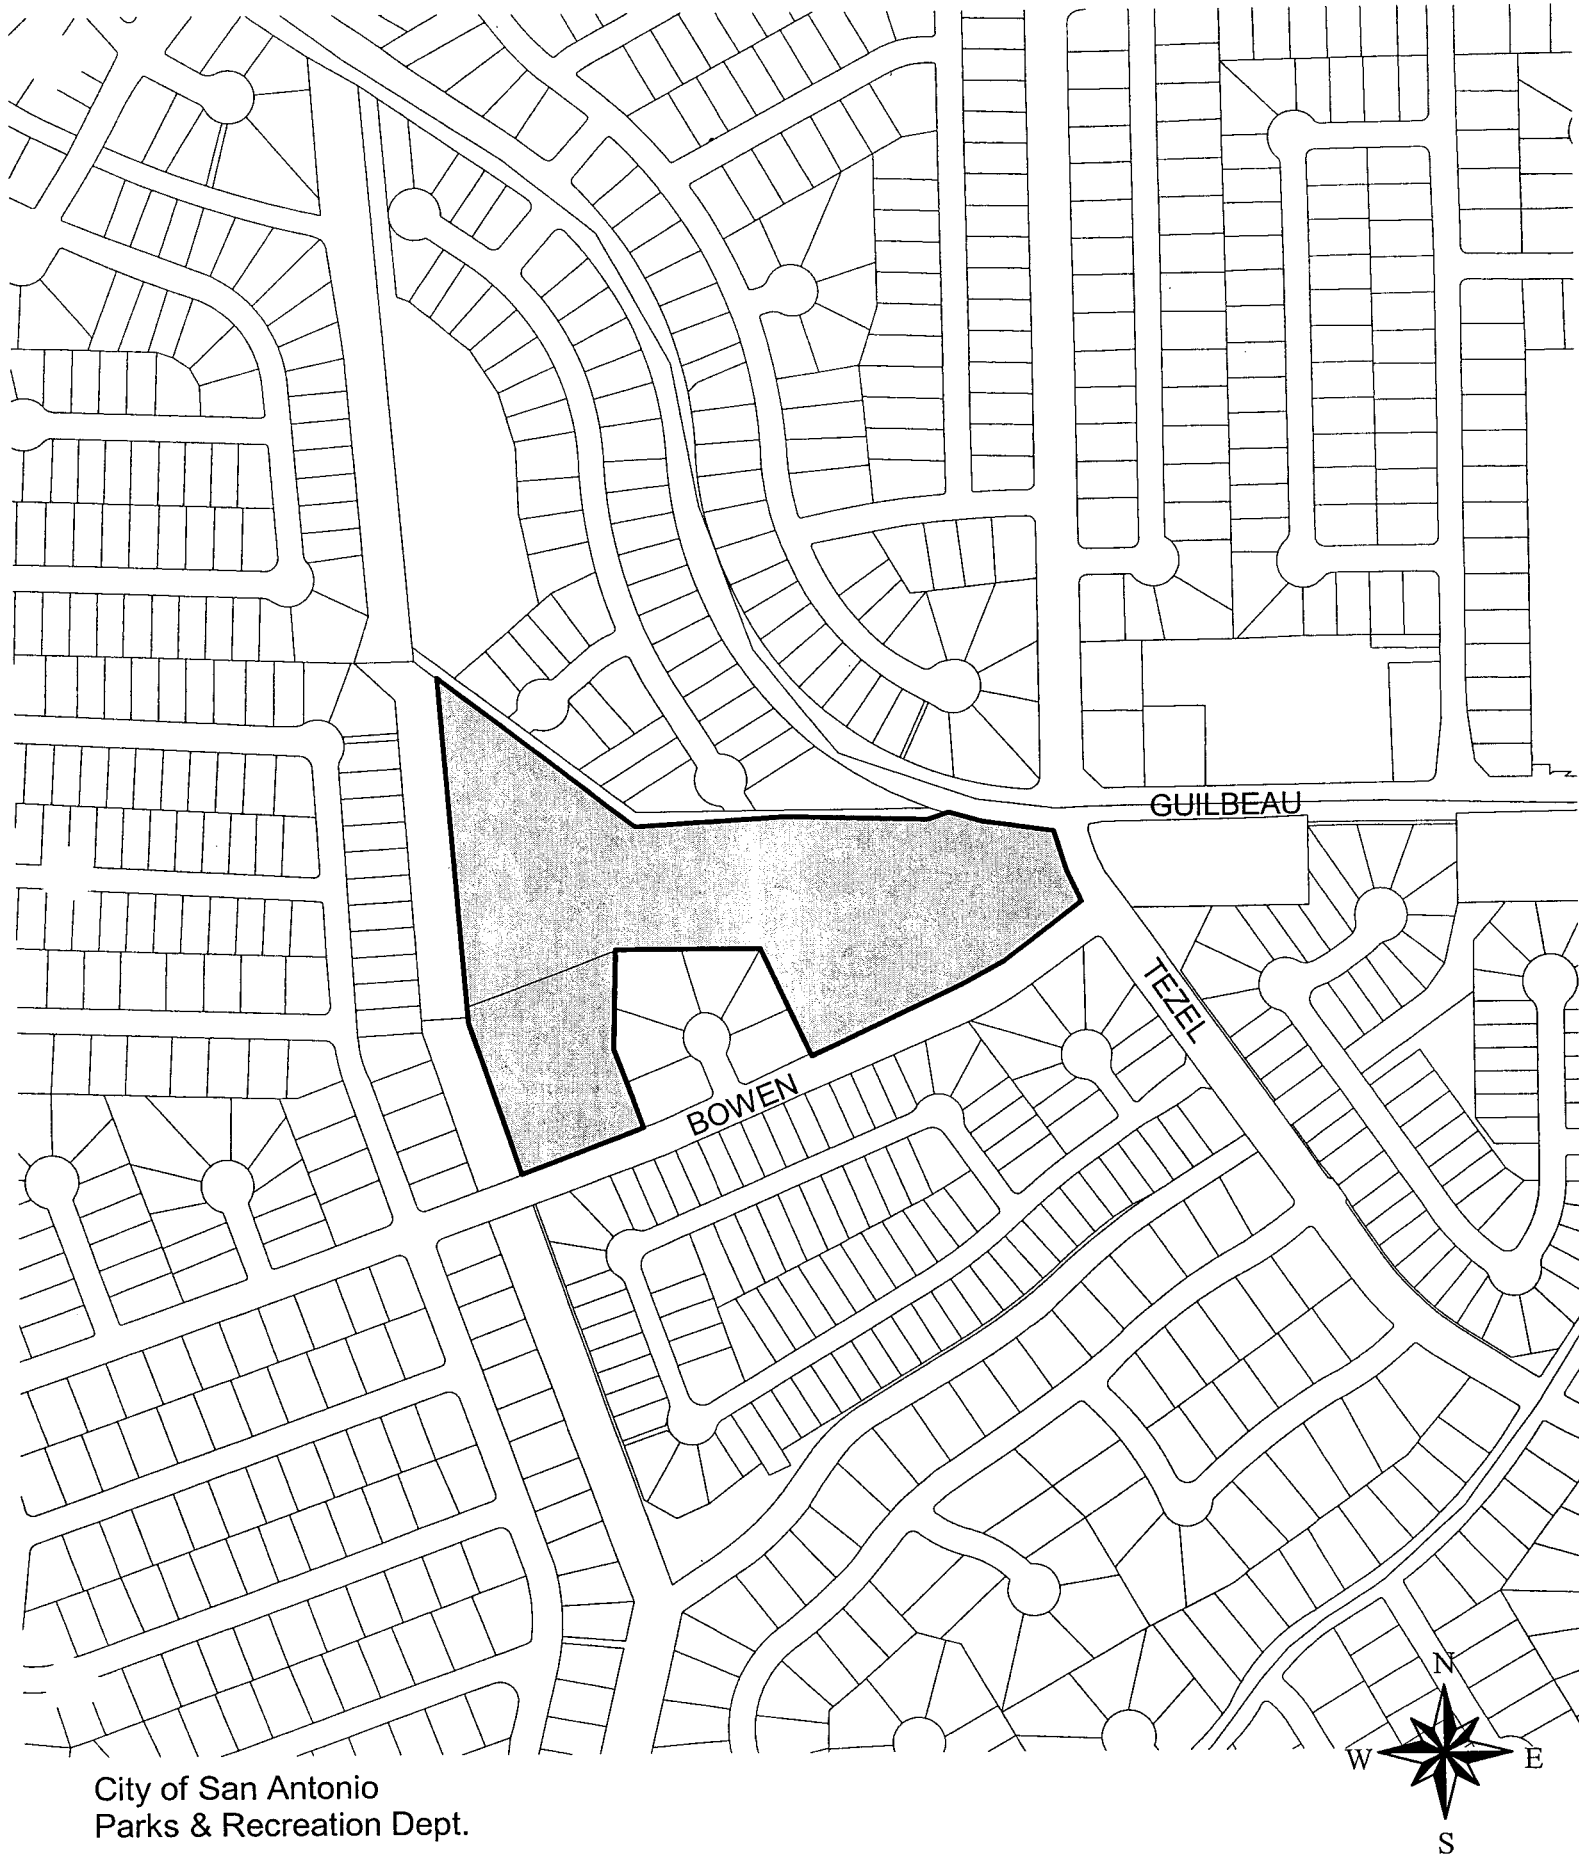 GUILBEAU
TEZEL
BOWEN
N
W E
S
City of San Antonio
Parks & Recreation Dept.